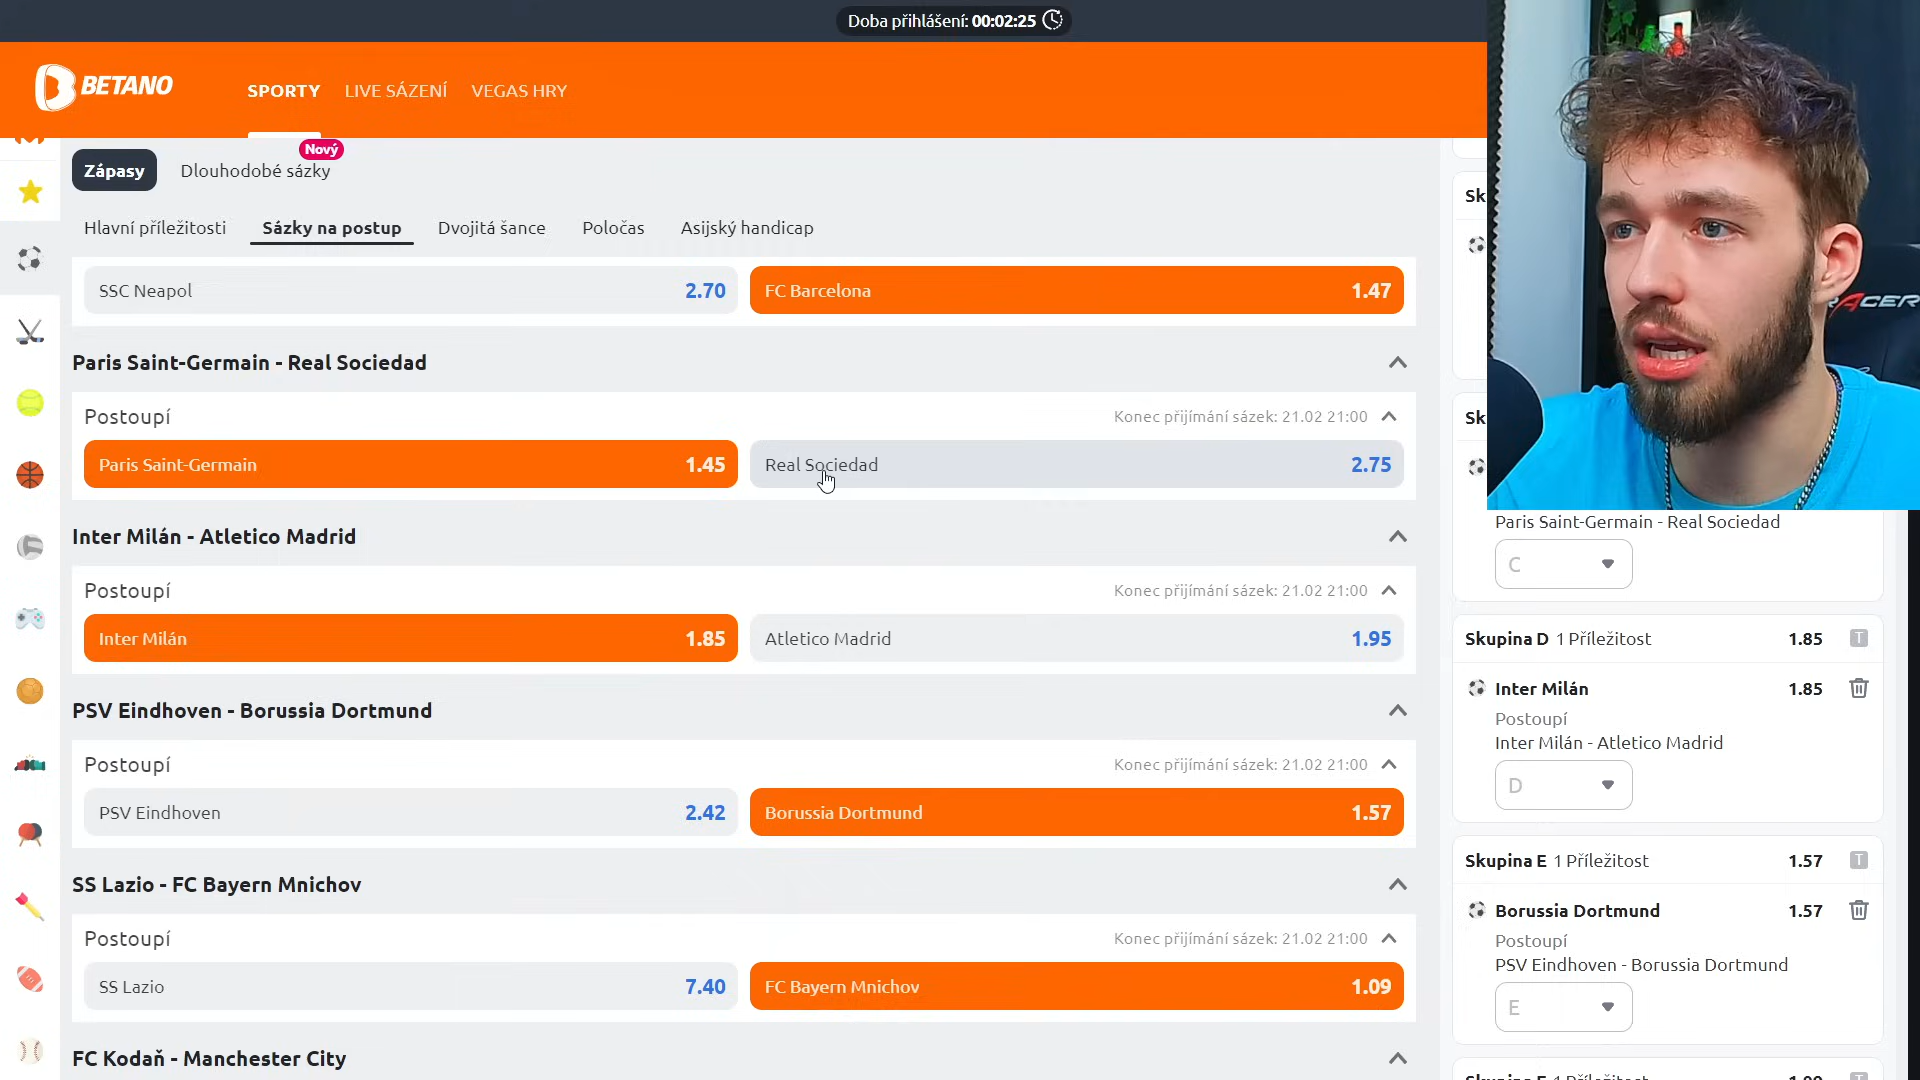 Doba přihlášení: 00:02:25
BETANO
SPORTY
LIVE SÁZENÍ
VEGAS HRY
Zápasy
Dlouhodobé sázky
Nový
Hlavní příležitosti
Sázky na postup
Dvojitá šance
Poločas
Asijský handicap
SSC Neapol 2.70
FC Barcelona 1.47
Paris Saint-Germain - Real Sociedad
Postoupí
Konec přijímání sázek: 21.02 21:00
Paris Saint-Germain 1.45
Real Sociedad 2.75
Inter Milán - Atletico Madrid
Postoupí
Konec přijímání sázek: 21.02 21:00
Inter Milán 1.85
Atletico Madrid 1.95
PSV Eindhoven - Borussia Dortmund
Postoupí
Konec přijímání sázek: 21.02 21:00
PSV Eindhoven 2.42
Borussia Dortmund 1.57
SS Lazio - FC Bayern Mnichov
Postoupí
Konec přijímání sázek: 21.02 21:00
SS Lazio 7.40
FC Bayern Mnichov 1.09
FC Kodaň - Manchester City
Sk
Sk
Paris Saint-Germain - Real Sociedad
C
Skupina D 1 Příležitost 1.85 T
Inter Milán 1.85
Postoupí
Inter Milán - Atletico Madrid
D
Skupina E 1 Příležitost 1.57 T
Borussia Dortmund 1.57
Postoupí
PSV Eindhoven - Borussia Dortmund
E
ACER